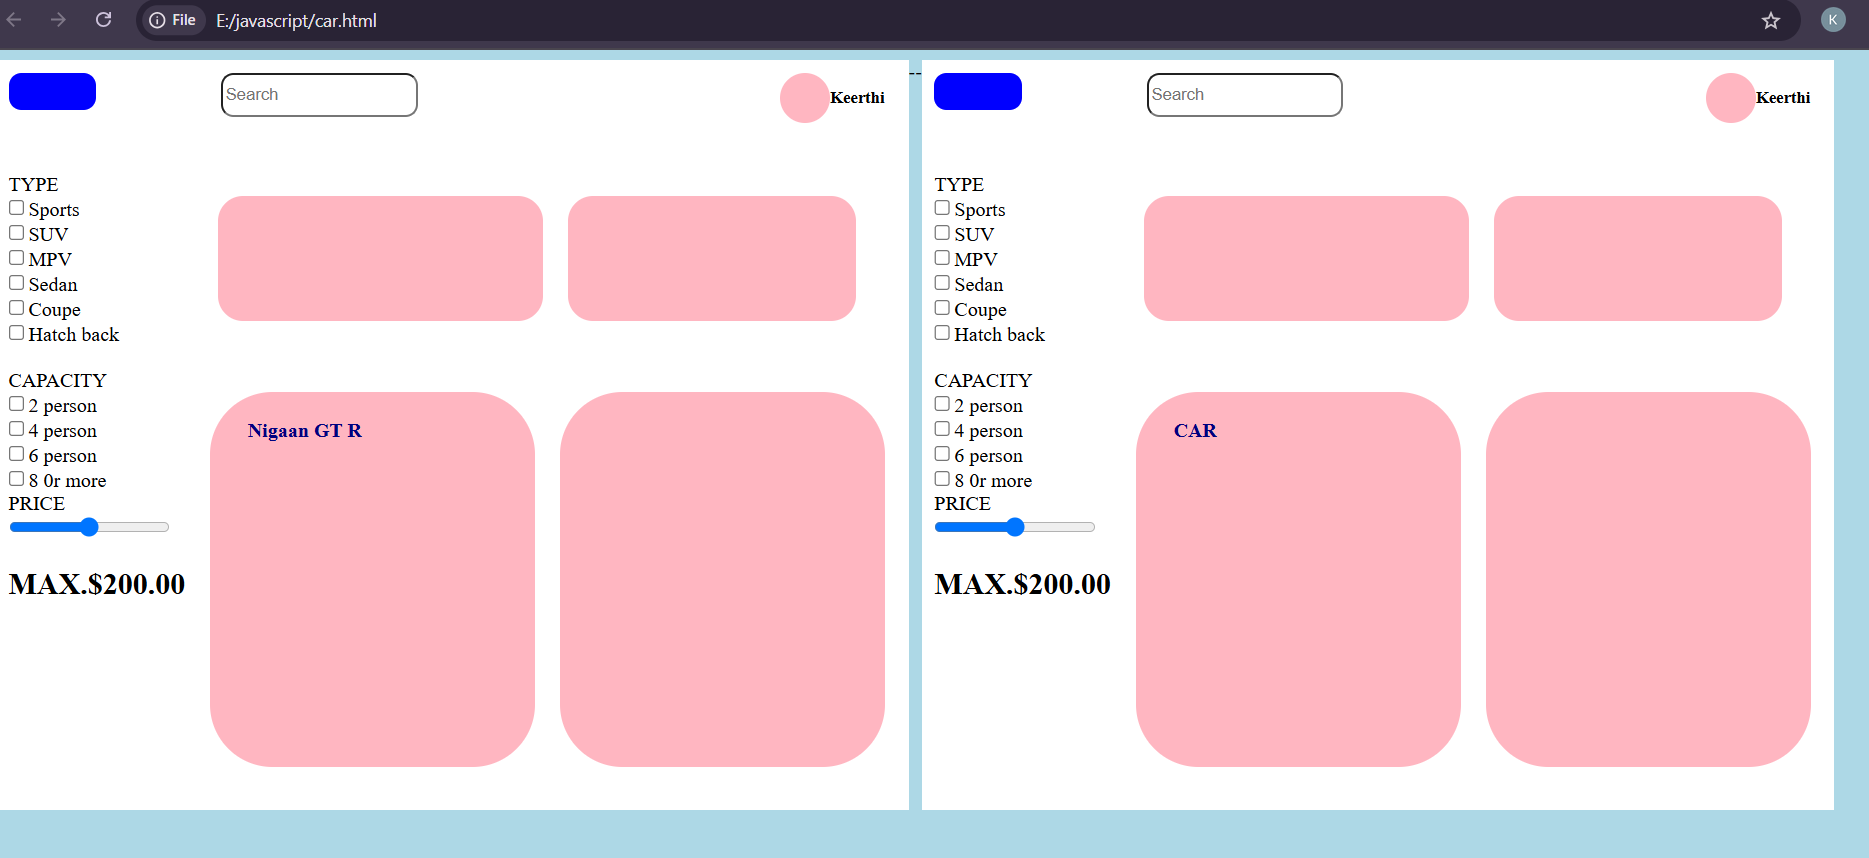 File E:/javascript/car.html K
Search
Keerthi
TYPE
Sports
SUV
MPV
Sedan
Coupe
Hatch back
CAPACITY
2 person
4 person
6 person
8 0r more
PRICE
MAX.$200.00
Nigaan GT R
--
Search
Keerthi
TYPE
Sports
SUV
MPV
Sedan
Coupe
Hatch back
CAPACITY
2 person
4 person
6 person
8 0r more
PRICE
MAX.$200.00
CAR